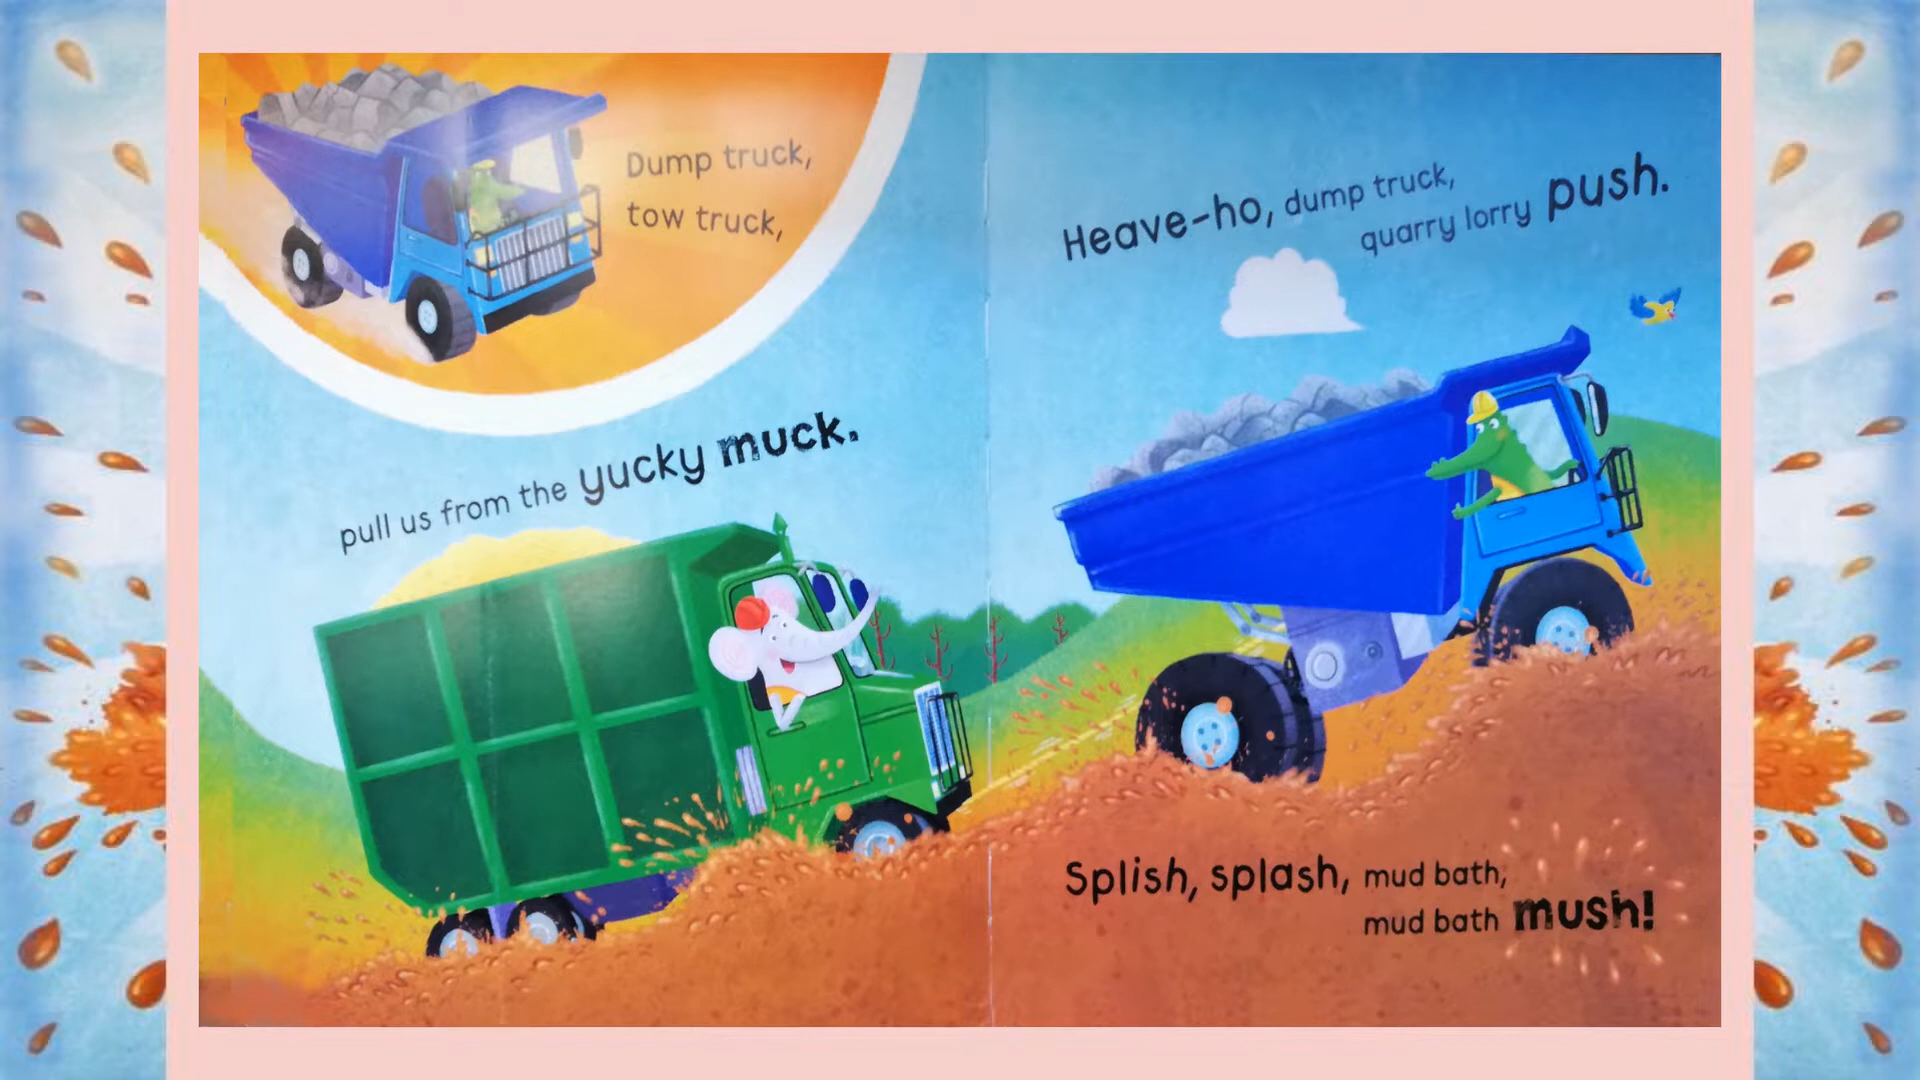 Dump truck,
tow truck,
pull us from the yucky muck.
Heave-ho, dump truck,
quarry lorry push.
Splish, splash, mud bath,
mud bath mush!